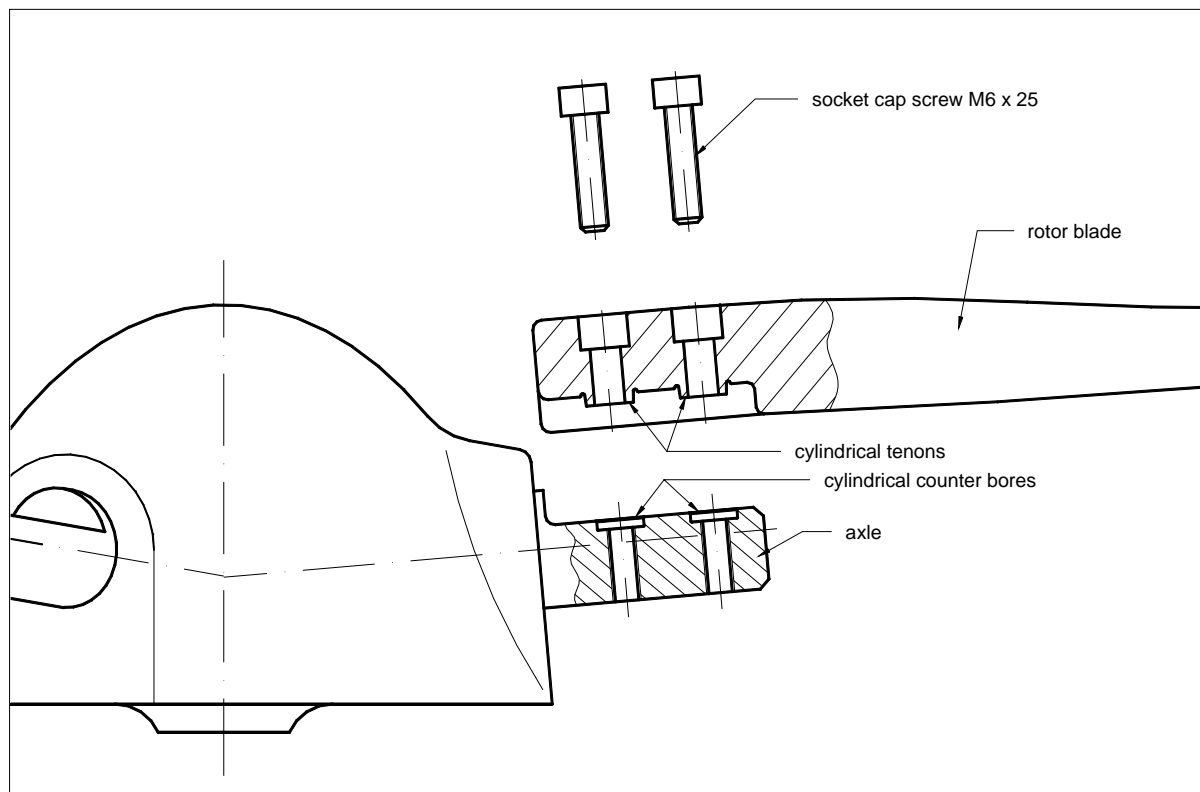 socket cap screw M6 x 25
rotor blade
cylindrical tenons
cylindrical counter bores
axle